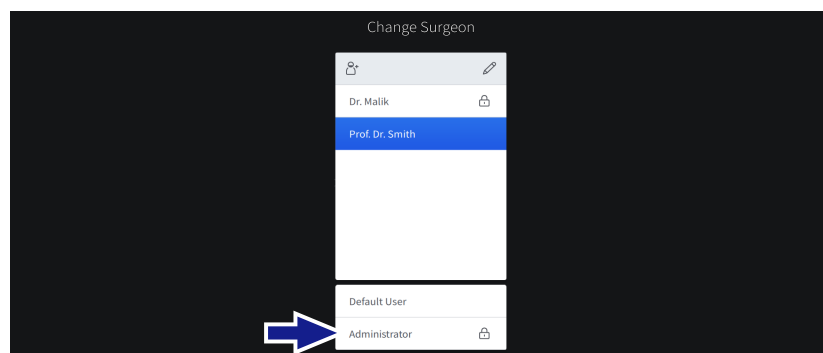 Change Surgeon
Dr. Malik
Prof. Dr. Smith
Default User
Administrator